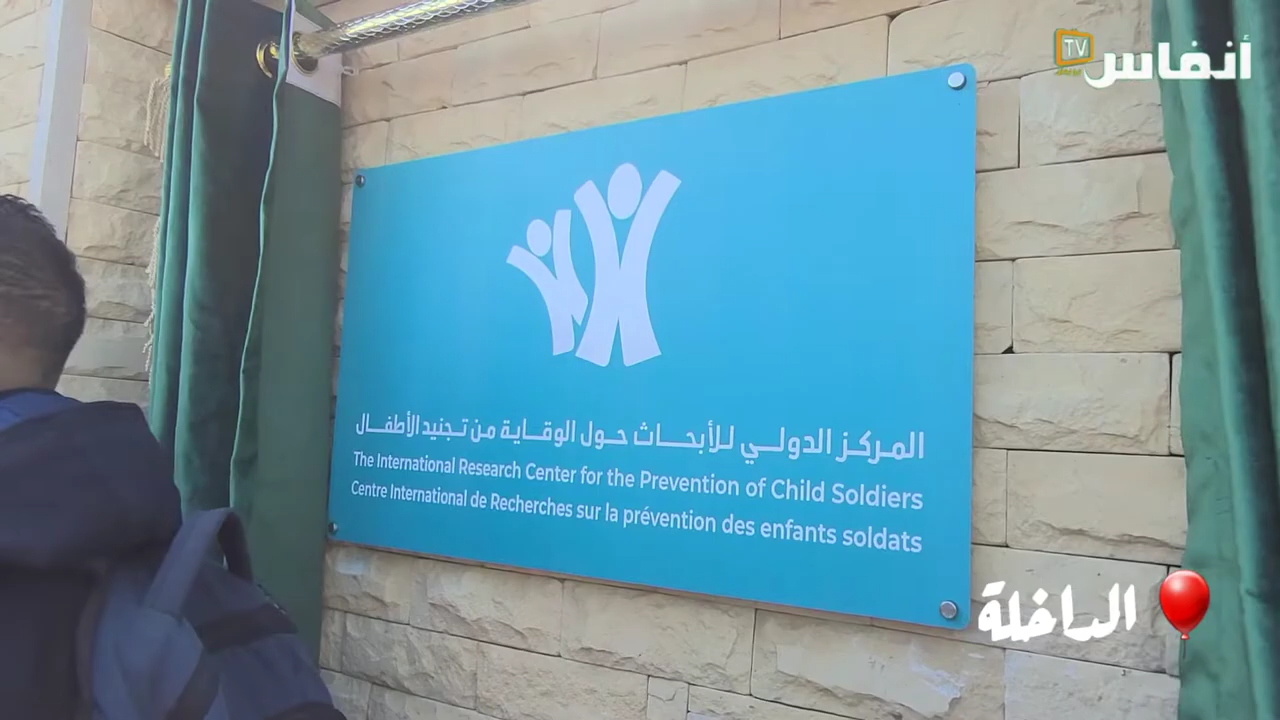 أنفاس
TV
المركز الدولي للأبحاث حول الوقاية من تجنيد الأطفال
The International Research Center for the Prevention of Child Soldiers
Centre International de Recherches sur la prévention des enfants soldats
الداخلة